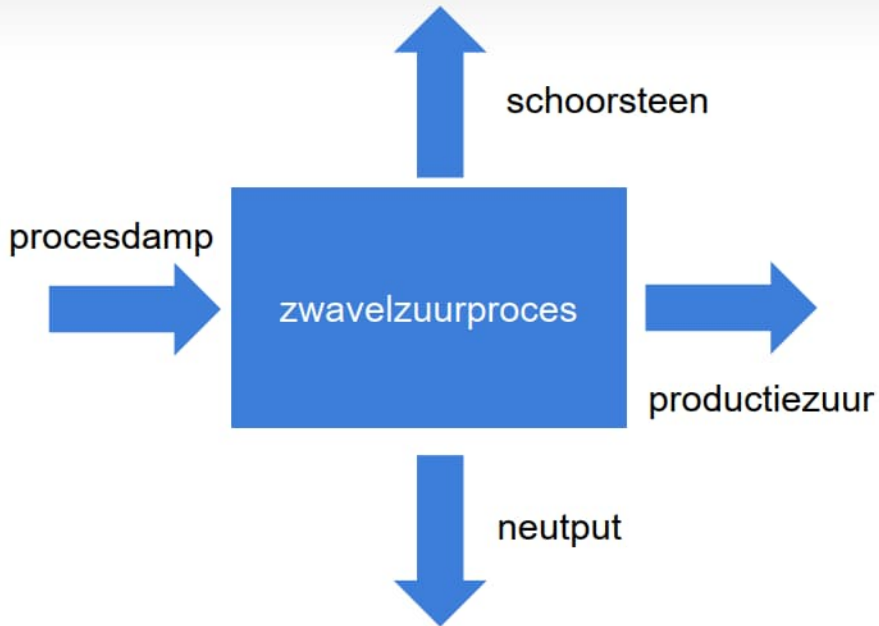 schoorsteen
procesdamp
zwavelzuurproces
productiezuur
neutput